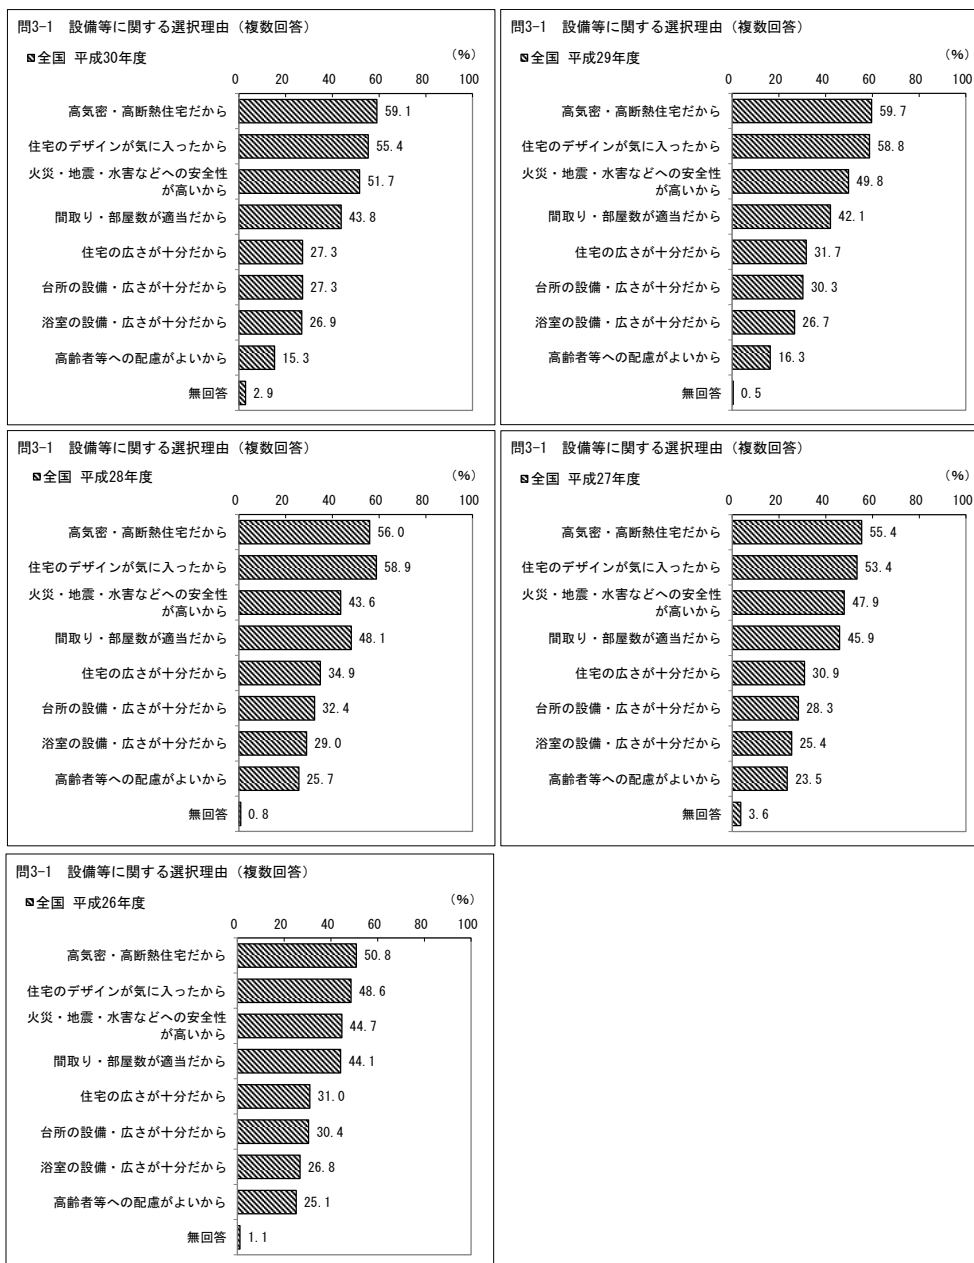 問3-1　設備等に関する選択理由（複数回答）
全国 平成30年度
(%)
0 20 40 60 80 100
高気密・高断熱住宅だから 59.1
住宅のデザインが気に入ったから 55.4
火災・地震・水害などへの安全性
が高いから 51.7
間取り・部屋数が適当だから 43.8
住宅の広さが十分だから 27.3
台所の設備・広さが十分だから 27.3
浴室の設備・広さが十分だから 26.9
高齢者等への配慮がよいから 15.3
無回答 2.9
問3-1　設備等に関する選択理由（複数回答）
全国 平成29年度
(%)
0 20 40 60 80 100
高気密・高断熱住宅だから 59.7
住宅のデザインが気に入ったから 58.8
火災・地震・水害などへの安全性
が高いから 49.8
間取り・部屋数が適当だから 42.1
住宅の広さが十分だから 31.7
台所の設備・広さが十分だから 30.3
浴室の設備・広さが十分だから 26.7
高齢者等への配慮がよいから 16.3
無回答 0.5
問3-1　設備等に関する選択理由（複数回答）
全国 平成28年度
(%)
0 20 40 60 80 100
高気密・高断熱住宅だから 56.0
住宅のデザインが気に入ったから 58.9
火災・地震・水害などへの安全性
が高いから 43.6
間取り・部屋数が適当だから 48.1
住宅の広さが十分だから 34.9
台所の設備・広さが十分だから 32.4
浴室の設備・広さが十分だから 29.0
高齢者等への配慮がよいから 25.7
無回答 0.8
問3-1　設備等に関する選択理由（複数回答）
全国 平成27年度
(%)
0 20 40 60 80 100
高気密・高断熱住宅だから 55.4
住宅のデザインが気に入ったから 53.4
火災・地震・水害などへの安全性
が高いから 47.9
間取り・部屋数が適当だから 45.9
住宅の広さが十分だから 30.9
台所の設備・広さが十分だから 28.3
浴室の設備・広さが十分だから 25.4
高齢者等への配慮がよいから 23.5
無回答 3.6
問3-1　設備等に関する選択理由（複数回答）
全国 平成26年度
(%)
0 20 40 60 80 100
高気密・高断熱住宅だから 50.8
住宅のデザインが気に入ったから 48.6
火災・地震・水害などへの安全性
が高いから 44.7
間取り・部屋数が適当だから 44.1
住宅の広さが十分だから 31.0
台所の設備・広さが十分だから 30.4
浴室の設備・広さが十分だから 26.8
高齢者等への配慮がよいから 25.1
無回答 1.1